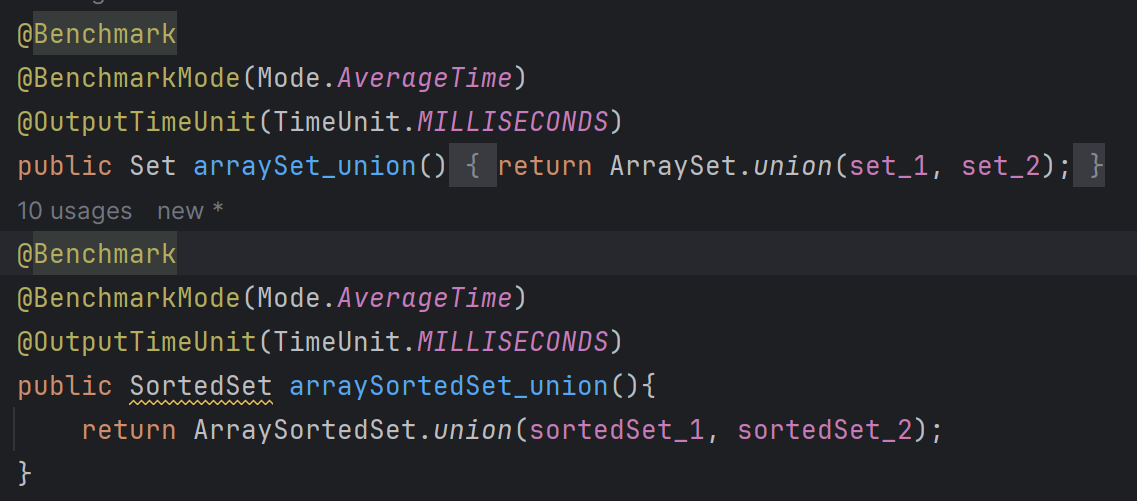 @Benchmark
@BenchmarkMode(Mode.AverageTime)
@OutputTimeUnit(TimeUnit.MILLISECONDS)
public Set arraySet_union() { return ArraySet.union(set_1, set_2); }
10 usages new *
@Benchmark
@BenchmarkMode(Mode.AverageTime)
@OutputTimeUnit(TimeUnit.MILLISECONDS)
public SortedSet arraySortedSet_union(){
    return ArraySortedSet.union(sortedSet_1, sortedSet_2);
}